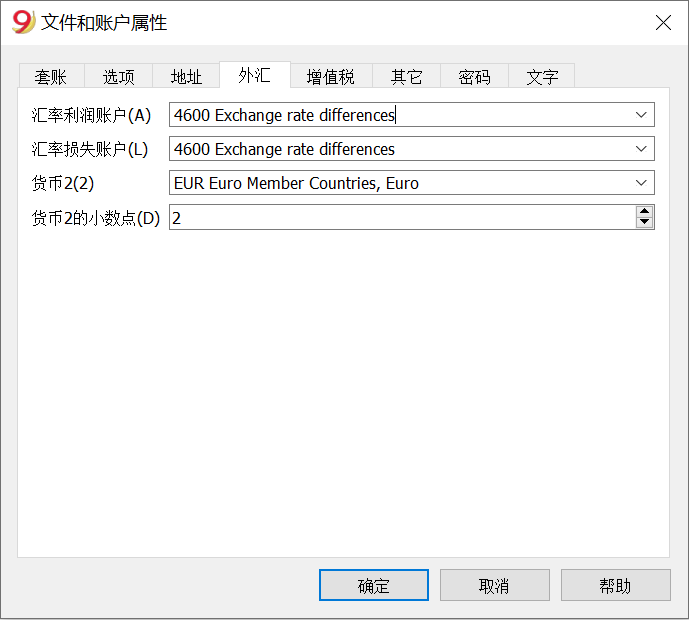 9 文件和账户属性
套账 选项 地址 外汇 增值税 其它 密码 文字
汇率利润账户(A) 4600 Exchange rate differences
汇率损失账户(L) 4600 Exchange rate differences
货币2(2) EUR Euro Member Countries, Euro
货币2的小数点(D) 2
确定 取消 帮助